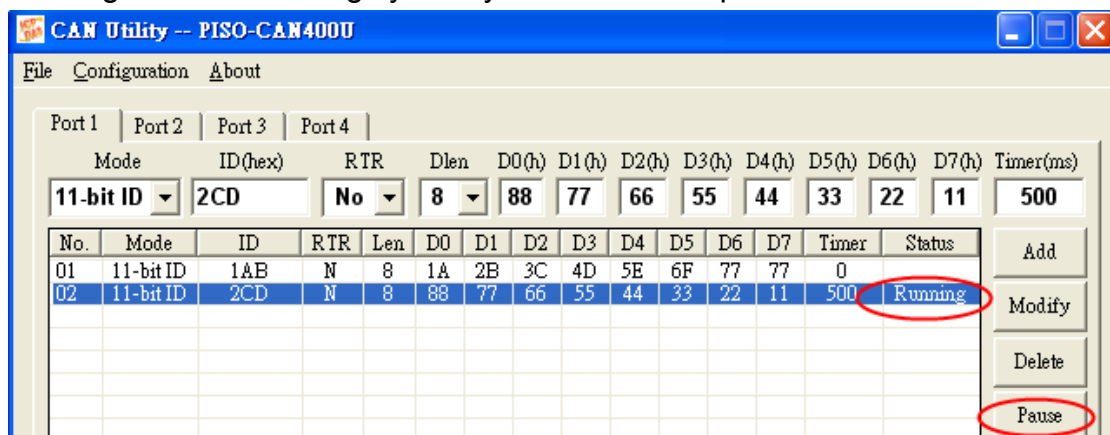 CAN Utility -- PISO-CAN400U
File Configuration About
Port 1 Port 2 Port 3 Port 4
Mode ID(hex) RTR Dlen D0(h) D1(h) D2(h) D3(h) D4(h) D5(h) D6(h) D7(h) Timer(ms)
11-bit ID 2CD No 8 88 77 66 55 44 33 22 11 500
No. Mode ID RTR Len D0 D1 D2 D3 D4 D5 D6 D7 Timer Status
Add
01 11-bit ID 1AB N 8 1A 2B 3C 4D 5E 6F 77 77 0
02 11-bit ID 2CD N 8 88 77 66 55 44 33 22 11 500 Running
Modify
Delete
Pause